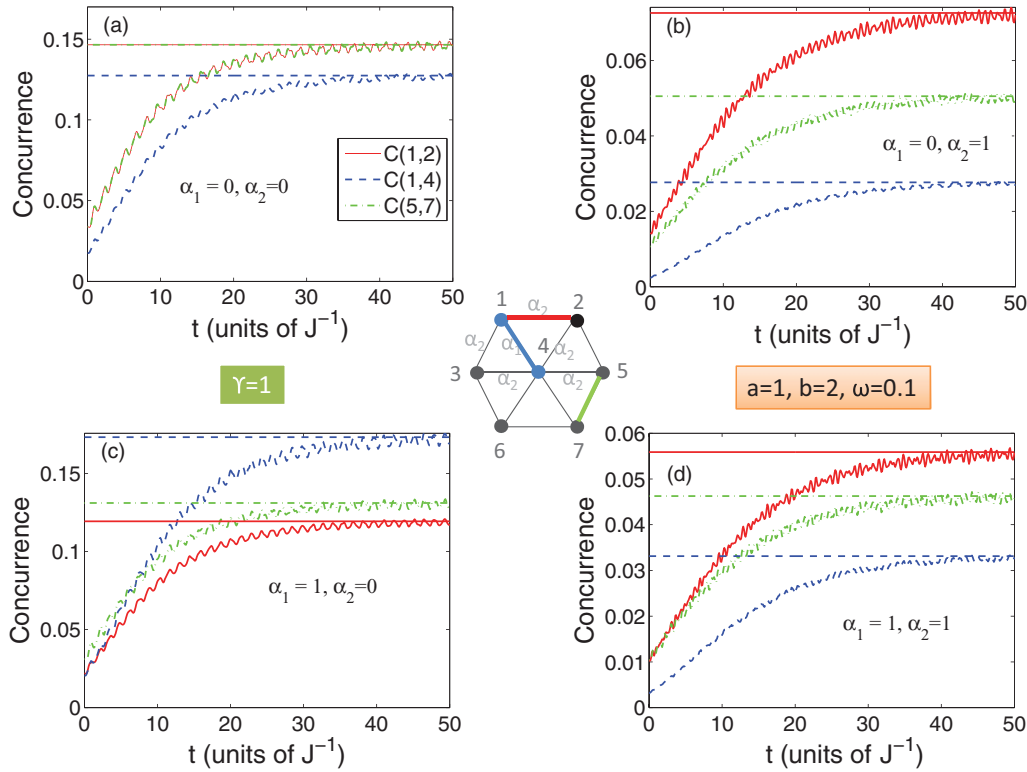 (a)
0.15
0.1
0.05
0
Concurrence
α₁ = 0, α₂=0
C(1,2)
C(1,4)
C(5,7)
0 10 20 30 40 50
t (units of J⁻¹)
(b)
0.06
0.04
0.02
0
Concurrence
α₁ = 0, α₂=1
0 10 20 30 40 50
t (units of J⁻¹)
1 α₂ 2
α₂ α₁ 4 α₂
3 α₂ α₂ 5
6 7
ϒ=1
a=1, b=2, ω=0.1
(c)
0.15
0.1
0.05
0
Concurrence
α₁ = 1, α₂=0
0 10 20 30 40 50
t (units of J⁻¹)
(d)
0.06
0.05
0.04
0.03
0.02
0.01
0
Concurrence
α₁ = 1, α₂=1
0 10 20 30 40 50
t (units of J⁻¹)